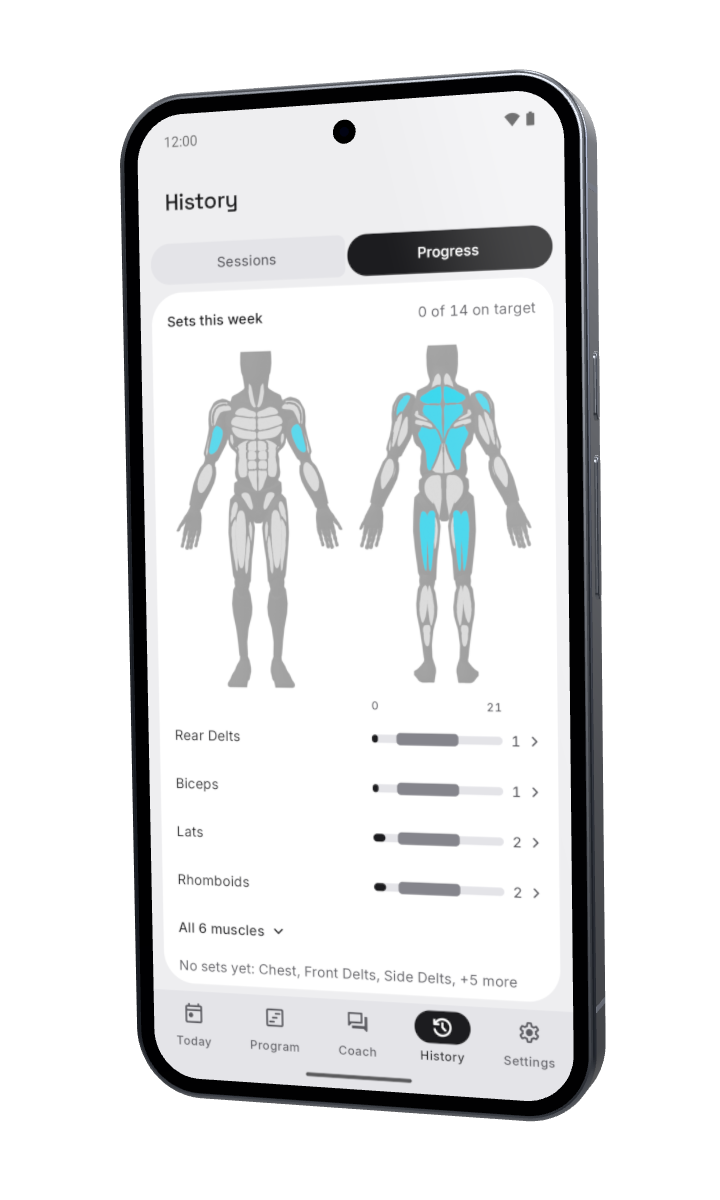 12:00
History
Sessions
Progress
Sets this week
0 of 14 on target
0
21
Rear Delts
1
Biceps
1
Lats
2
Rhomboids
2
All 6 muscles
No sets yet: Chest, Front Delts, Side Delts, +5 more
Today
Program
Coach
History
Settings